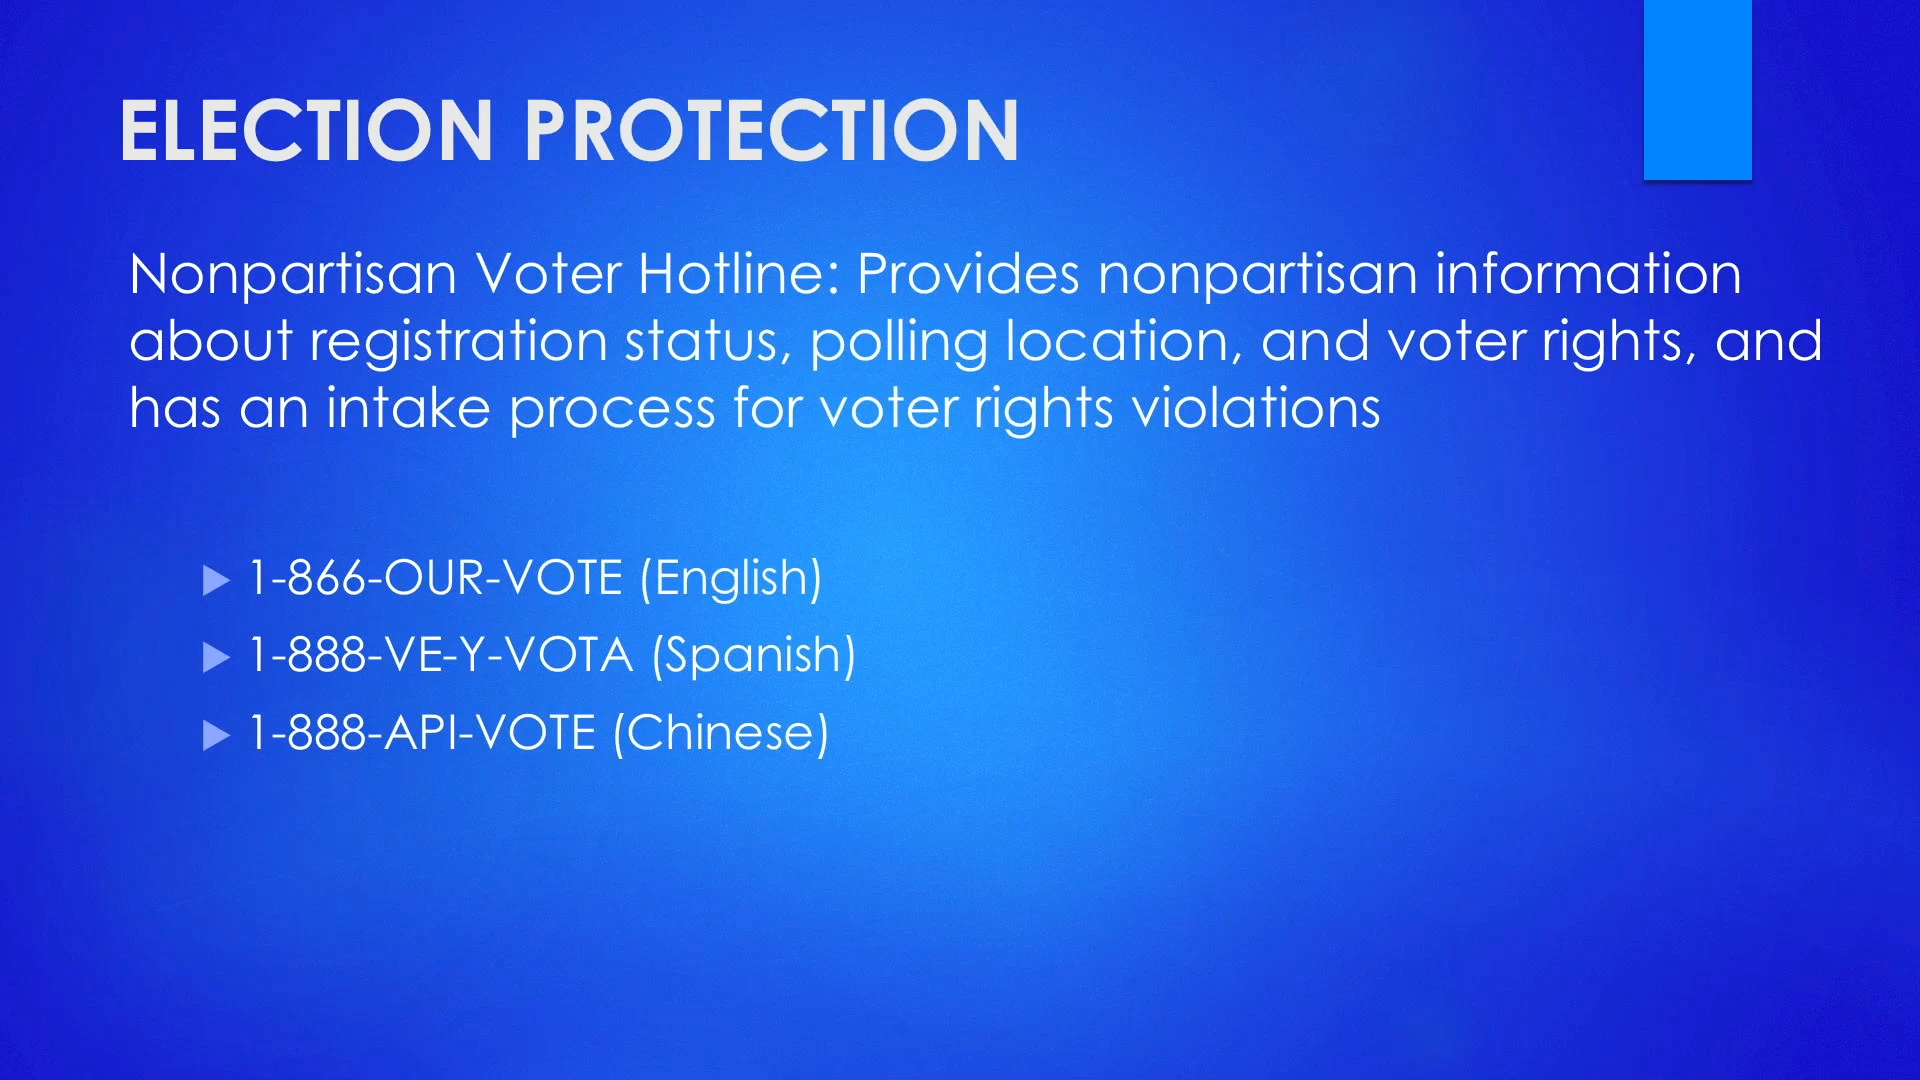 ELECTION PROTECTION
Nonpartisan Voter Hotline: Provides nonpartisan information
about registration status, polling location, and voter rights, and
has an intake process for voter rights violations
1-866-OUR-VOTE (English)
1-888-VE-Y-VOTA (Spanish)
1-888-API-VOTE (Chinese)